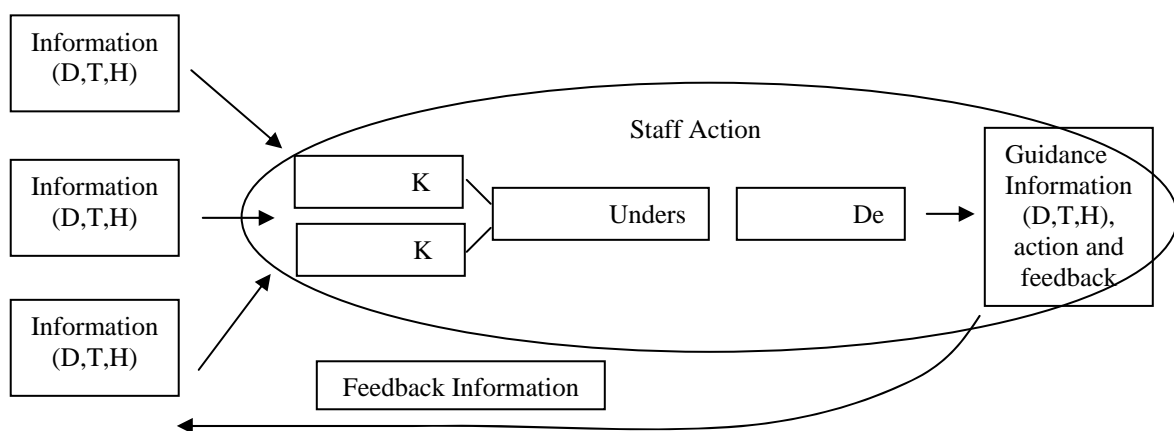 Information
(D,T,H)
Staff Action
Guidance
Information
(D,T,H),
action and
feedback
K
Information
(D,T,H)
Unders
De
K
Information
(D,T,H)
Feedback Information